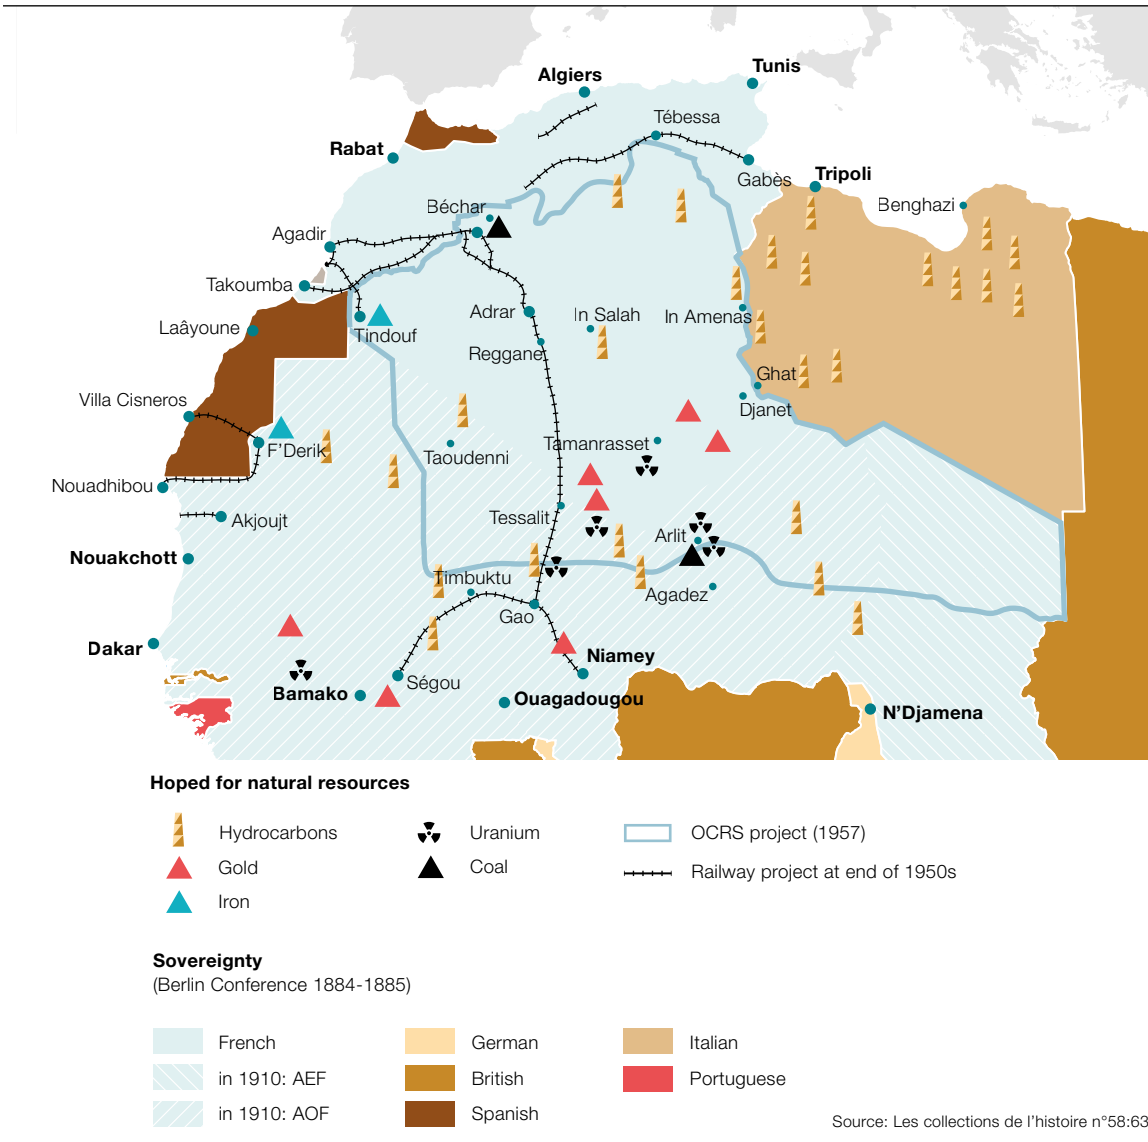 Algiers
Tunis
Tébessa
Rabat
Gabès
Tripoli
Béchar
Benghazi
Agadir
Takoumba
Adrar
In Salah
In Amenas
Laâyoune
Tindouf
Reggane
Ghat
Villa Cisneros
Djanet
F'Derik
Taoudenni
Tamanrasset
Nouadhibou
Akjoujt
Tessalit
Arlit
Nouakchott
Timbuktu
Agadez
Gao
Dakar
Niamey
Ségou
Bamako
Ouagadougou
N'Djamena
Hoped for natural resources
Hydrocarbons
Uranium
OCRS project (1957)
Gold
Coal
Railway project at end of 1950s
Iron
Sovereignty
(Berlin Conference 1884-1885)
French
German
Italian
in 1910: AEF
British
Portuguese
in 1910: AOF
Spanish
Source: Les collections de l'histoire n°58:63